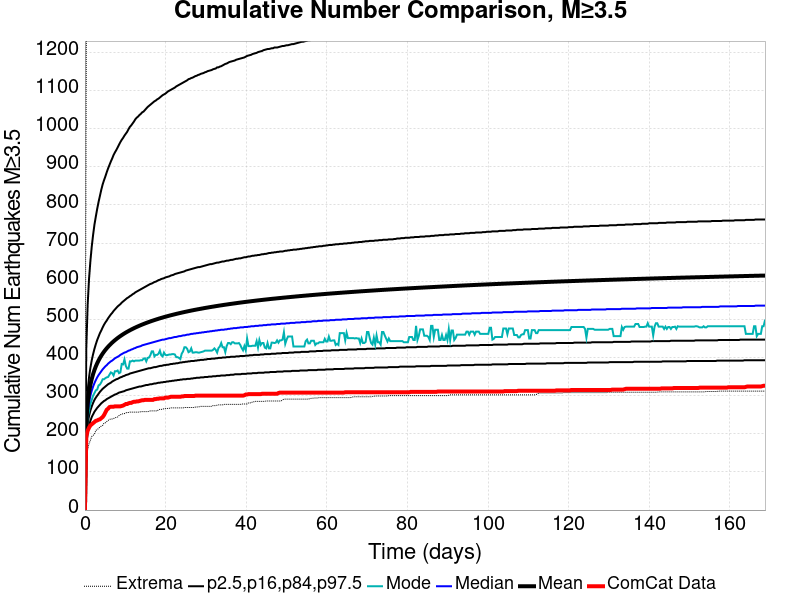 Cumulative Number Comparison, M≥3.5
Cumulative Num Earthquakes M≥3.5
1200
1100
1000
900
800
700
600
500
400
300
200
100
0
0 20 40 60 80 100 120 140 160
Time (days)
Extrema p2.5,p16,p84,p97.5 Mode Median Mean ComCat Data